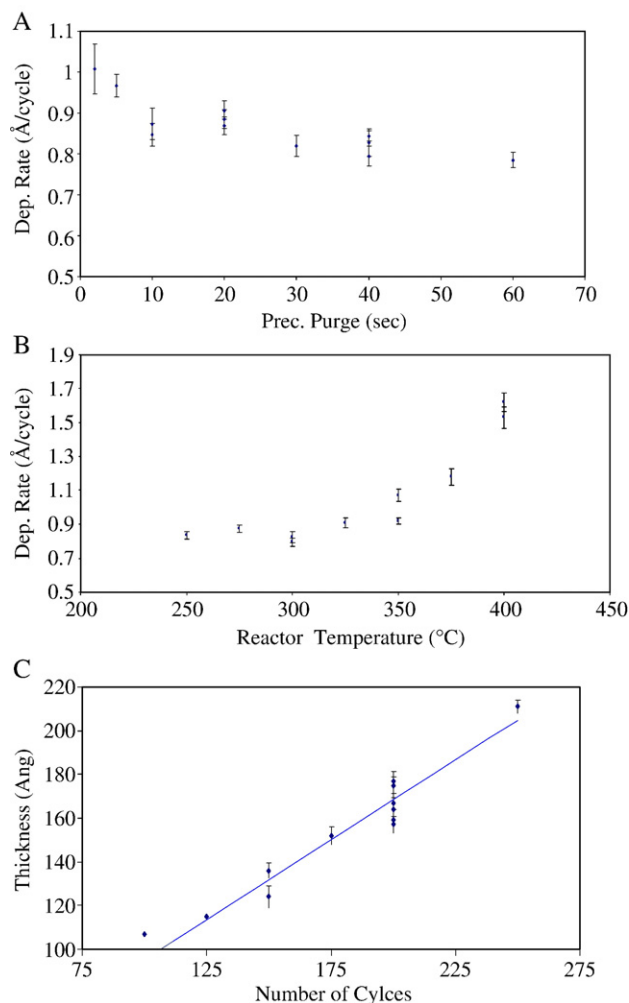 A
1.1
1
0.9
0.8
0.7
0.6
0.5
Dep. Rate (Å/cycle)
0 10 20 30 40 50 60 70
Prec. Purge (sec)
B
1.9
1.7
1.5
1.3
1.1
0.9
0.7
0.5
Dep. Rate (Å/cycle)
200 250 300 350 400 450
Reactor Temperature (°C)
C
220
200
180
160
140
120
100
Thickness (Ang)
75 125 175 225 275
Number of Cylces